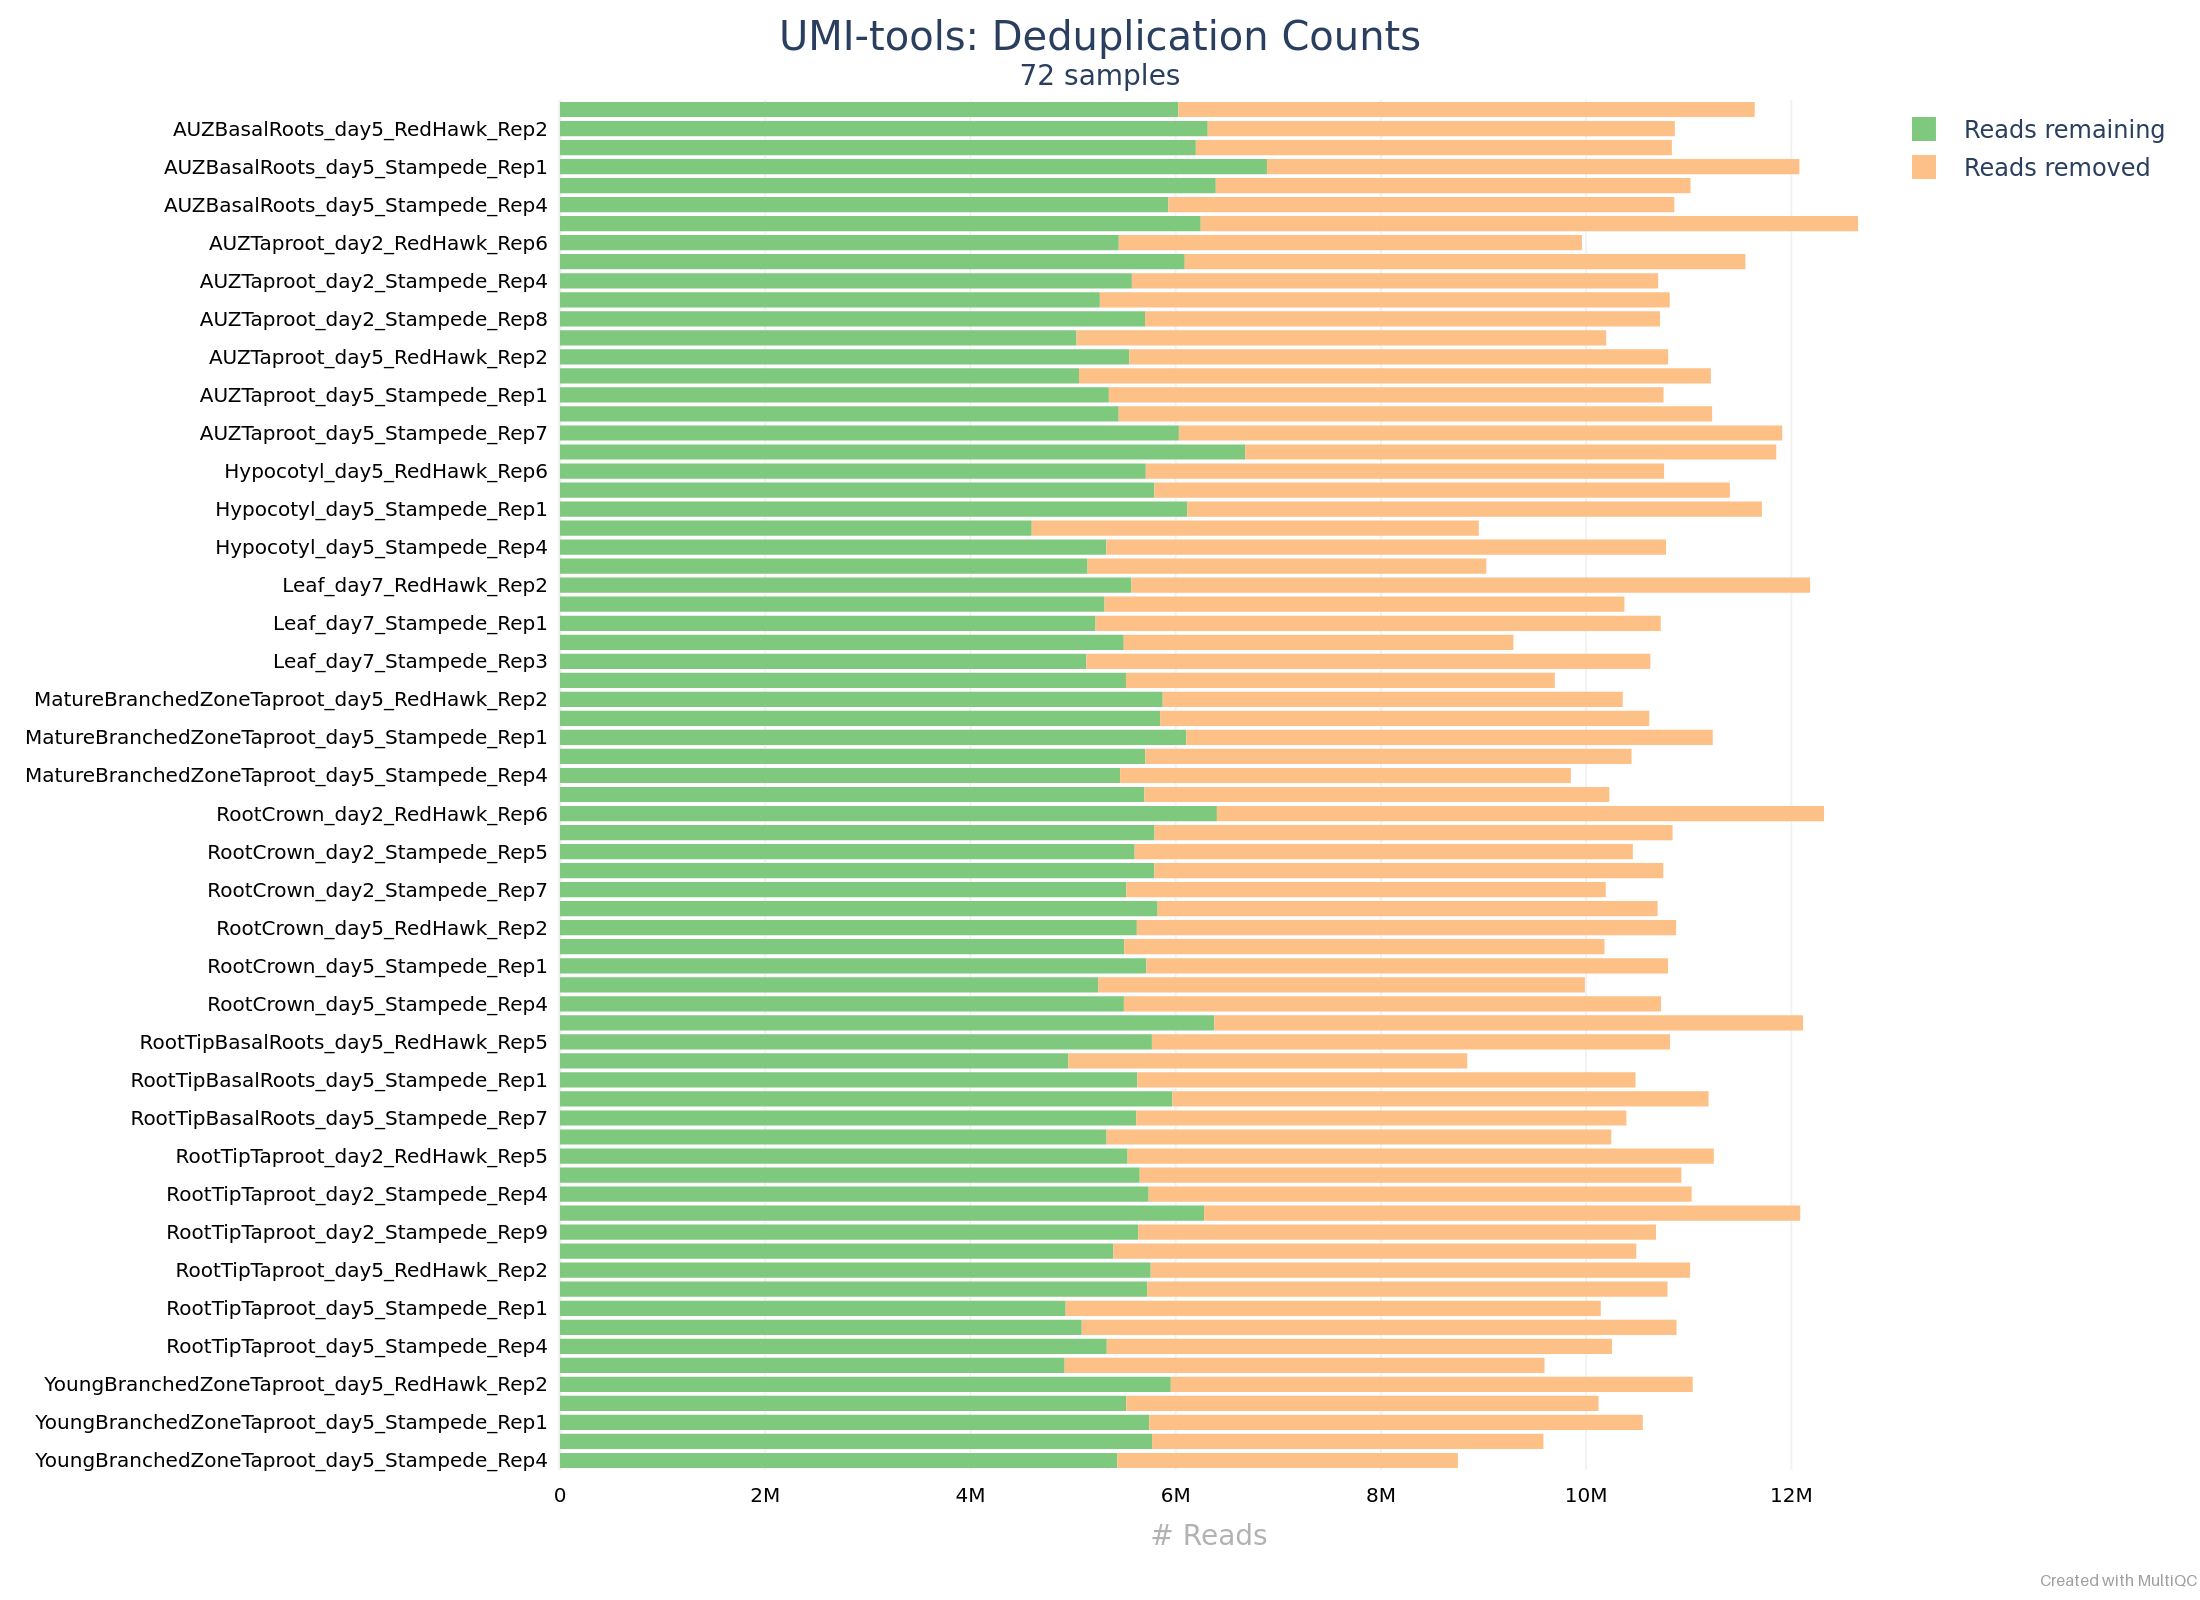 UMI-tools: Deduplication Counts
72 samples
Reads remaining
Reads removed
AUZBasalRoots_day5_RedHawk_Rep2
AUZBasalRoots_day5_Stampede_Rep1
AUZBasalRoots_day5_Stampede_Rep4
AUZTaproot_day2_RedHawk_Rep6
AUZTaproot_day2_Stampede_Rep4
AUZTaproot_day2_Stampede_Rep8
AUZTaproot_day5_RedHawk_Rep2
AUZTaproot_day5_Stampede_Rep1
AUZTaproot_day5_Stampede_Rep7
Hypocotyl_day5_RedHawk_Rep6
Hypocotyl_day5_Stampede_Rep1
Hypocotyl_day5_Stampede_Rep4
Leaf_day7_RedHawk_Rep2
Leaf_day7_Stampede_Rep1
Leaf_day7_Stampede_Rep3
MatureBranchedZoneTaproot_day5_RedHawk_Rep2
MatureBranchedZoneTaproot_day5_Stampede_Rep1
MatureBranchedZoneTaproot_day5_Stampede_Rep4
RootCrown_day2_RedHawk_Rep6
RootCrown_day2_Stampede_Rep5
RootCrown_day2_Stampede_Rep7
RootCrown_day5_RedHawk_Rep2
RootCrown_day5_Stampede_Rep1
RootCrown_day5_Stampede_Rep4
RootTipBasalRoots_day5_RedHawk_Rep5
RootTipBasalRoots_day5_Stampede_Rep1
RootTipBasalRoots_day5_Stampede_Rep7
RootTipTaproot_day2_RedHawk_Rep5
RootTipTaproot_day2_Stampede_Rep4
RootTipTaproot_day2_Stampede_Rep9
RootTipTaproot_day5_RedHawk_Rep2
RootTipTaproot_day5_Stampede_Rep1
RootTipTaproot_day5_Stampede_Rep4
YoungBranchedZoneTaproot_day5_RedHawk_Rep2
YoungBranchedZoneTaproot_day5_Stampede_Rep1
YoungBranchedZoneTaproot_day5_Stampede_Rep4
0 2M 4M 6M 8M 10M 12M
# Reads
Created with MultiQC